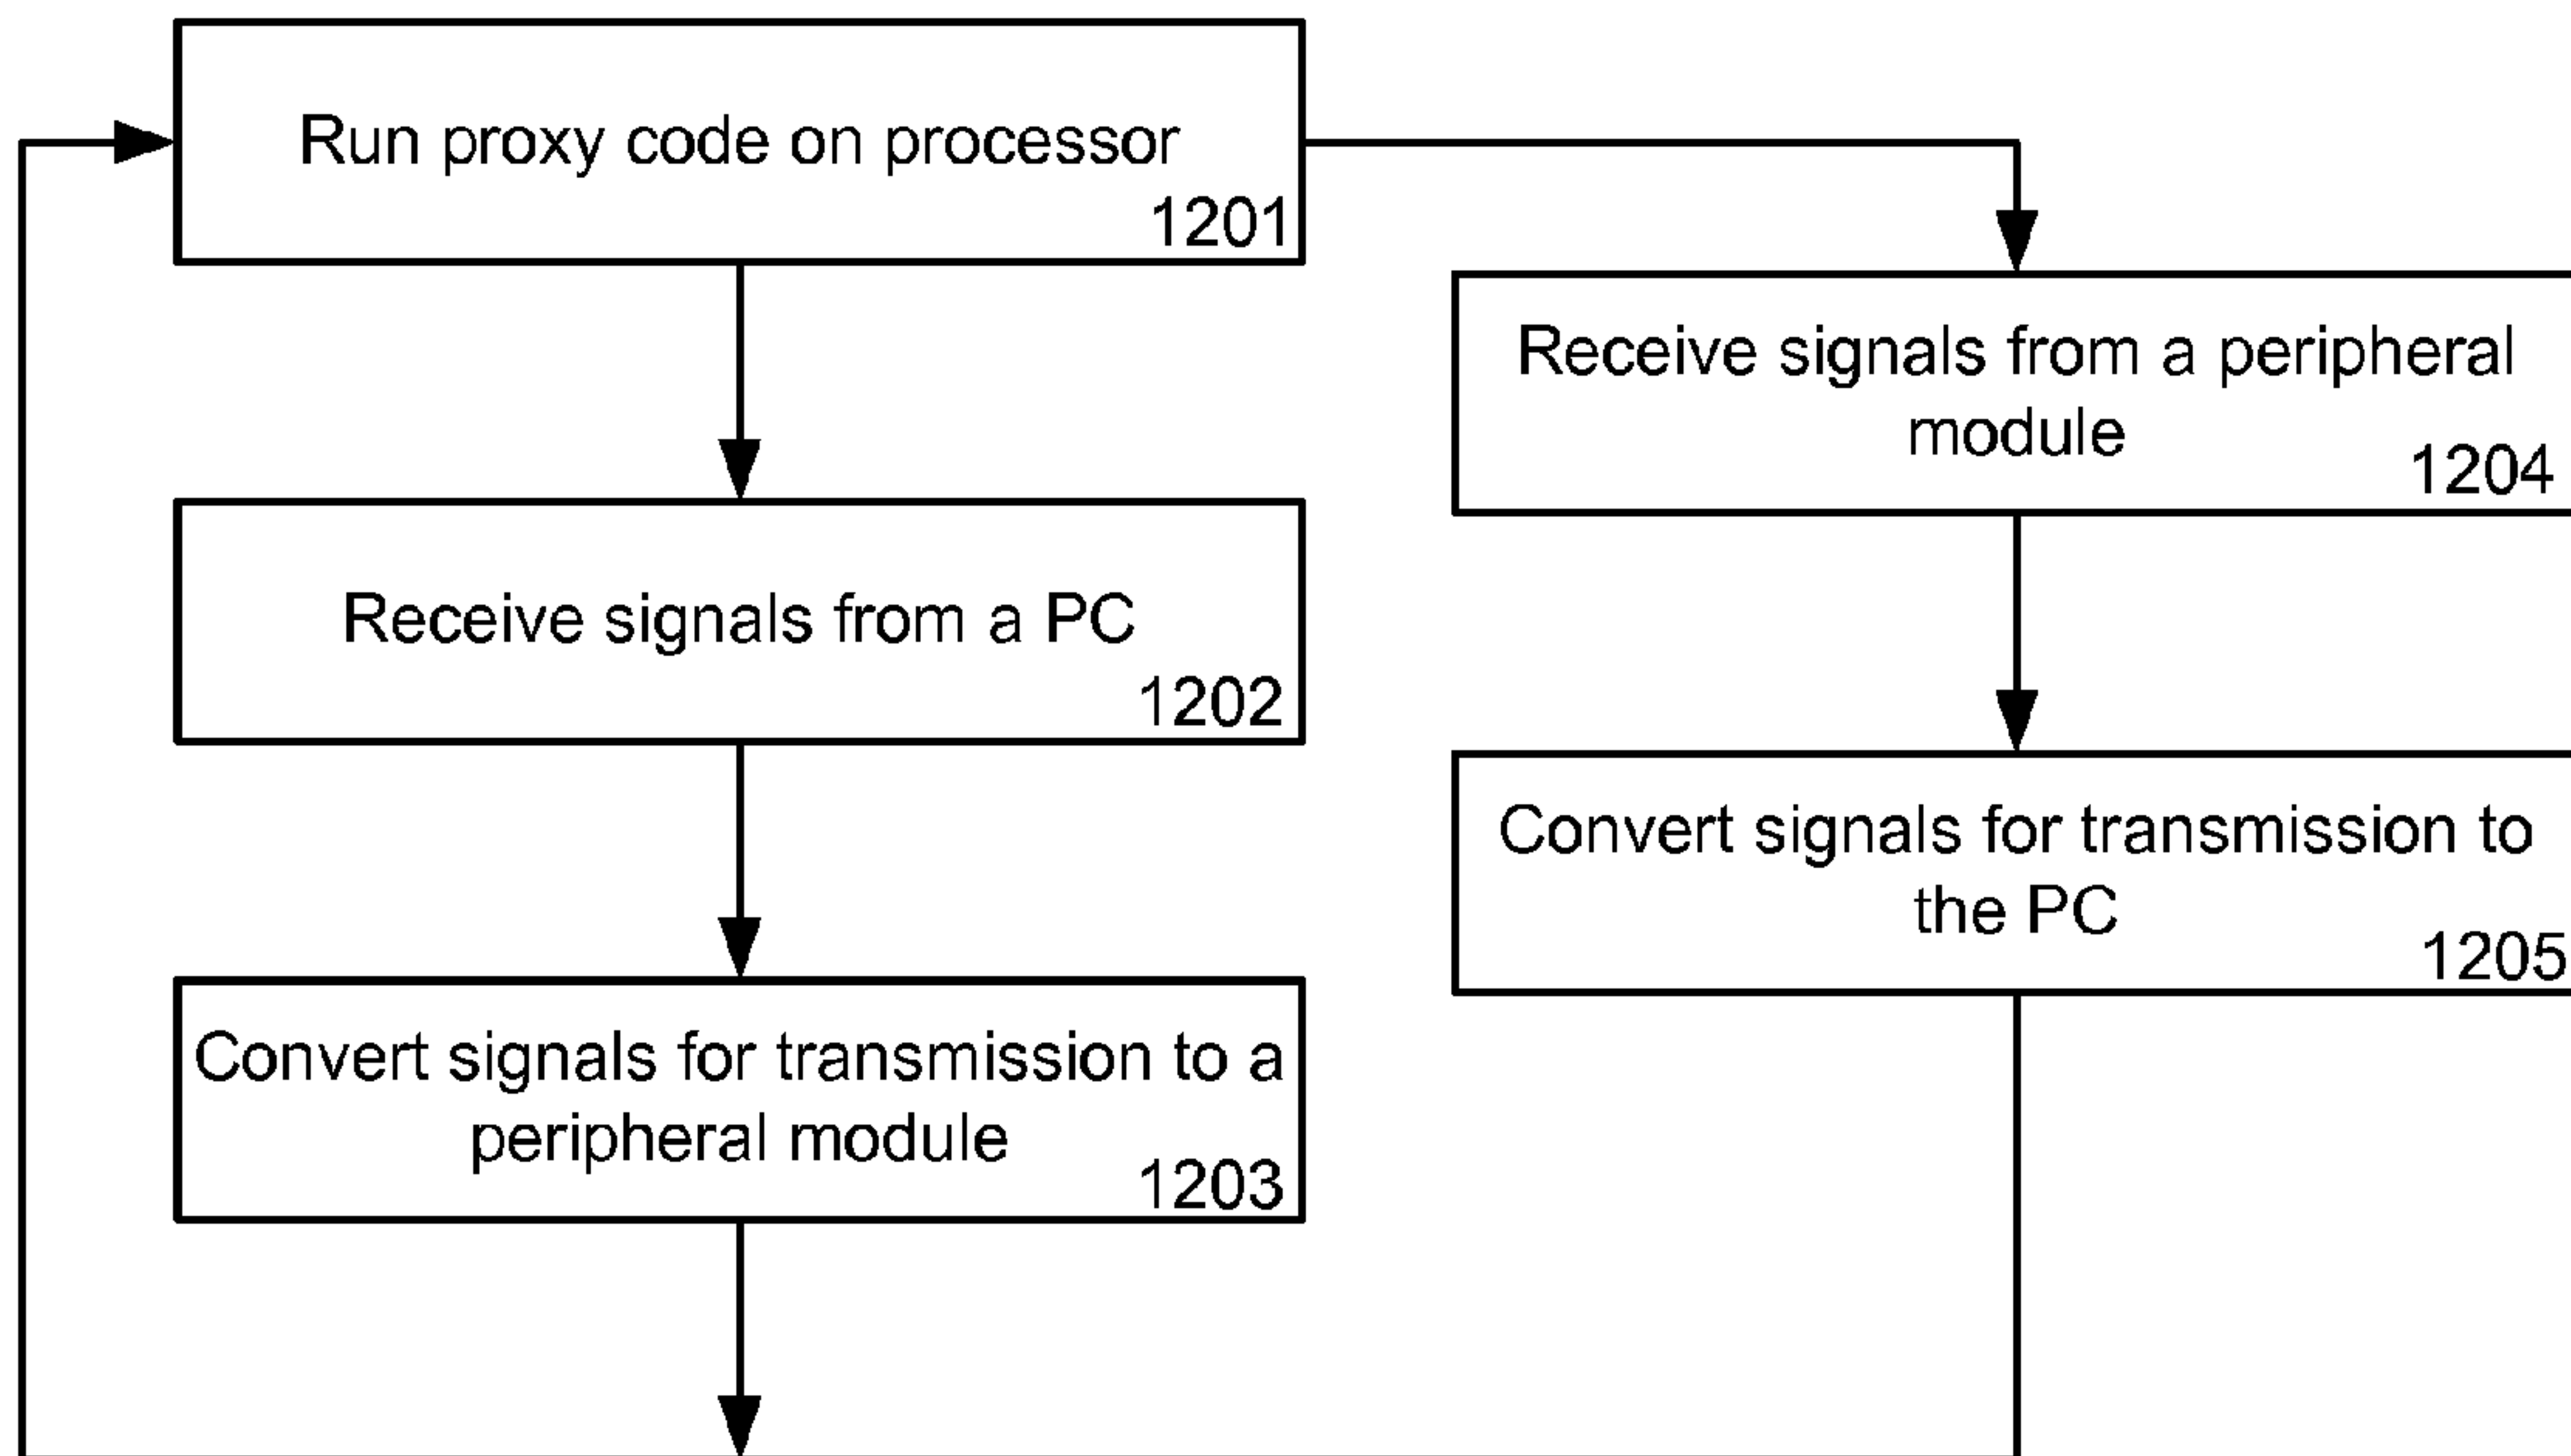 Run proxy code on processor
1201
Receive signals from a PC
1202
Convert signals for transmission to a
peripheral module
1203
Receive signals from a peripheral
module
1204
Convert signals for transmission to
the PC
1205